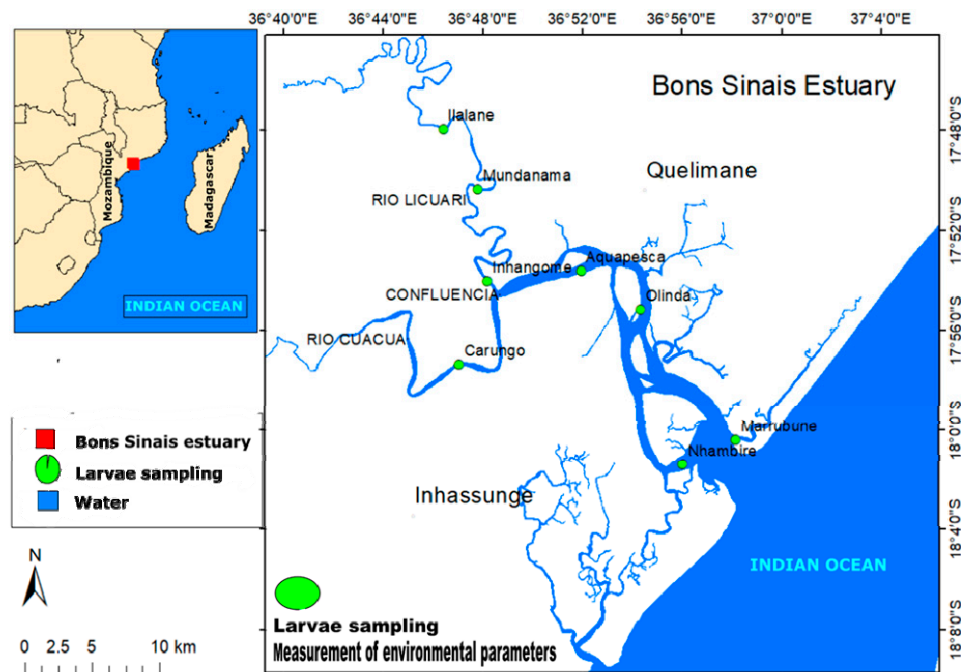 36°40'0"E 36°44'0"E 36°48'0"E 36°52'0"E 36°56'0"E 37°0'0"E 37°4'0"E
Bons Sinais Estuary
Ilalane
17°48'0"S
Mozambique
Madagascar
Mundanama
Quelimane
RIO LICUARI
17°52'0"S
Inhangome
Aquapesca
CONFLUENCIA
Olinda
INDIAN OCEAN
RIO CUACUA
17°56'0"S
Carungo
Marrubune
18°0'0"S
Nhambire
Bons Sinais estuary
Larvae sampling
Water
Inhassunge
18°4'0"S
N
INDIAN OCEAN
Larvae sampling
Measurement of environmental parameters
18°8'0"S
0 2.5 5 10 km